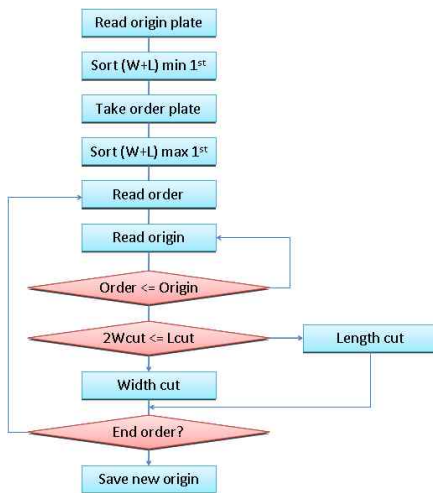 Read origin plate
Sort (W+L) min 1st
Take order plate
Sort (W+L) max 1st
Read order
Read origin
Order <= Origin
2Wcut <= Lcut
Length cut
Width cut
End order?
Save new origin